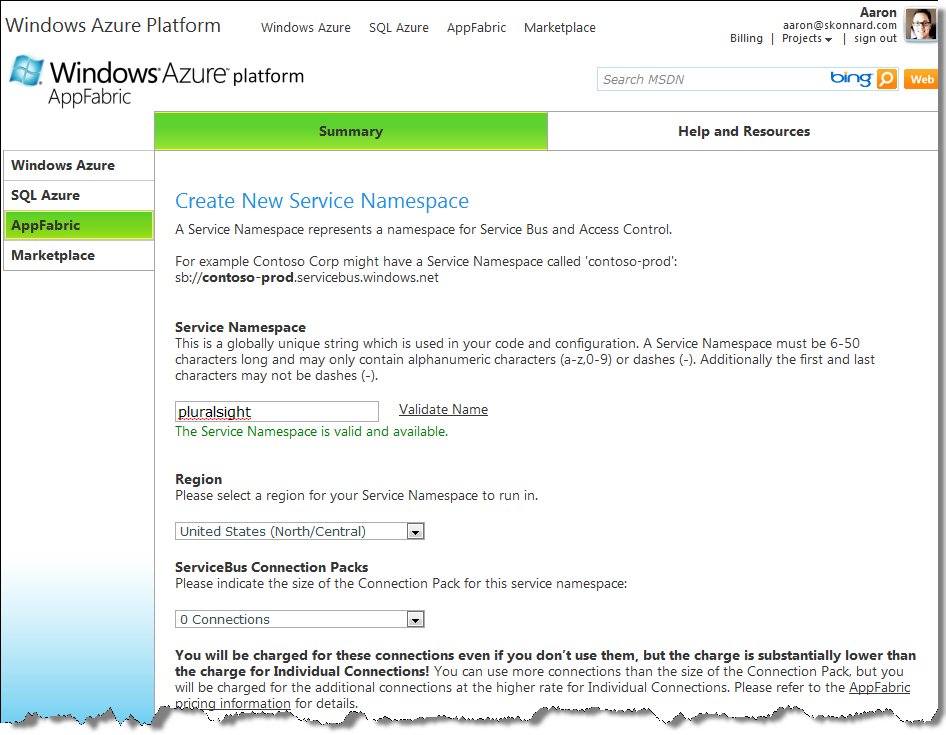 Windows Azure Platform
Windows Azure
SQL Azure
AppFabric
Marketplace
Aaron
aaron@skonnard.com
Billing | Projects | sign out
Windows Azure platform
AppFabric
Search MSDN
bing
Web
Summary
Help and Resources
Windows Azure
SQL Azure
AppFabric
Marketplace
Create New Service Namespace
A Service Namespace represents a namespace for Service Bus and Access Control.
For example Contoso Corp might have a Service Namespace called 'contoso-prod':
sb://contoso-prod.servicebus.windows.net
Service Namespace
This is a globally unique string which is used in your code and configuration. A Service Namespace must be 6-50
characters long and may only contain alphanumeric characters (a-z,0-9) or dashes (-). Additionally the first and last
characters may not be dashes (-).
pluralsight
Validate Name
The Service Namespace is valid and available.
Region
Please select a region for your Service Namespace to run in.
United States (North/Central)
ServiceBus Connection Packs
Please indicate the size of the Connection Pack for this service namespace:
0 Connections
You will be charged for these connections even if you don't use them, but the charge is substantially lower than
the charge for Individual Connections! You can use more connections than the size of the Connection Pack, but you
will be charged for the additional connections at the higher rate for Individual Connections. Please refer to the AppFabric
pricing information for details.